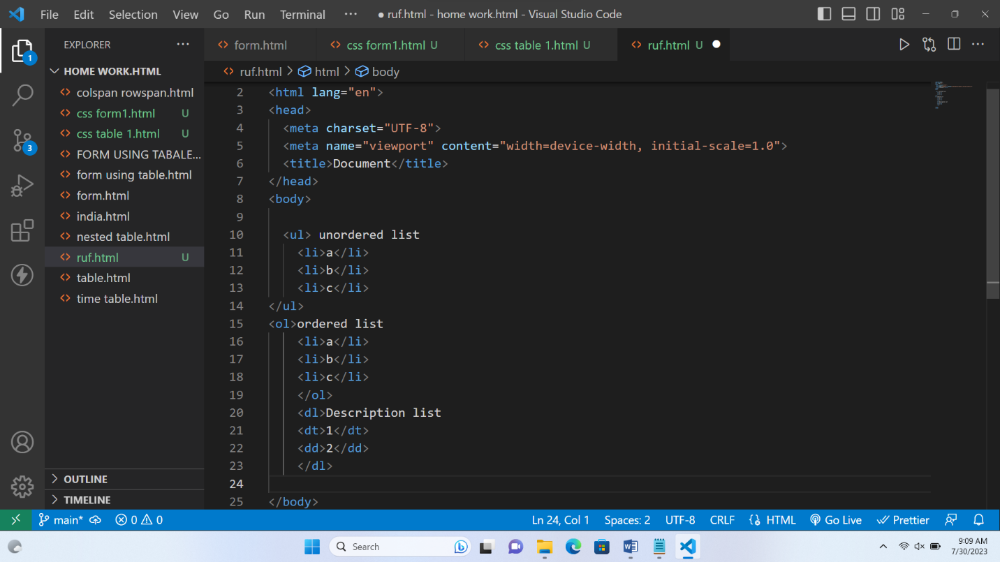 File Edit Selection View Go Run Terminal ··· ● ruf.html - home work.html - Visual Studio Code
EXPLORER ···
form.html
css form1.html U
css table 1.html U
ruf.html U ●
1
3
HOME WORK.HTML
colspan rowspan.html
css form1.html U
css table 1.html U
FORM USING TABALE...
form using table.html
form.html
india.html
nested table.html
ruf.html U
table.html
time table.html
OUTLINE
TIMELINE
ruf.html > html > body
2 <html lang="en">
3 <head>
4 <meta charset="UTF-8">
5 <meta name="viewport" content="width=device-width, initial-scale=1.0">
6 <title>Document</title>
7 </head>
8 <body>
9
10 <ul> unordered list
11 <li>a</li>
12 <li>b</li>
13 <li>c</li>
14 </ul>
15 <ol>ordered list
16 <li>a</li>
17 <li>b</li>
18 <li>c</li>
19 </ol>
20 <dl>Description list
21 <dt>1</dt>
22 <dd>2</dd>
23 </dl>
24
25 </body>
main* 0 0 Ln 24, Col 1 Spaces: 2 UTF-8 CRLF HTML Go Live Prettier
Search
9:09 AM
7/30/2023